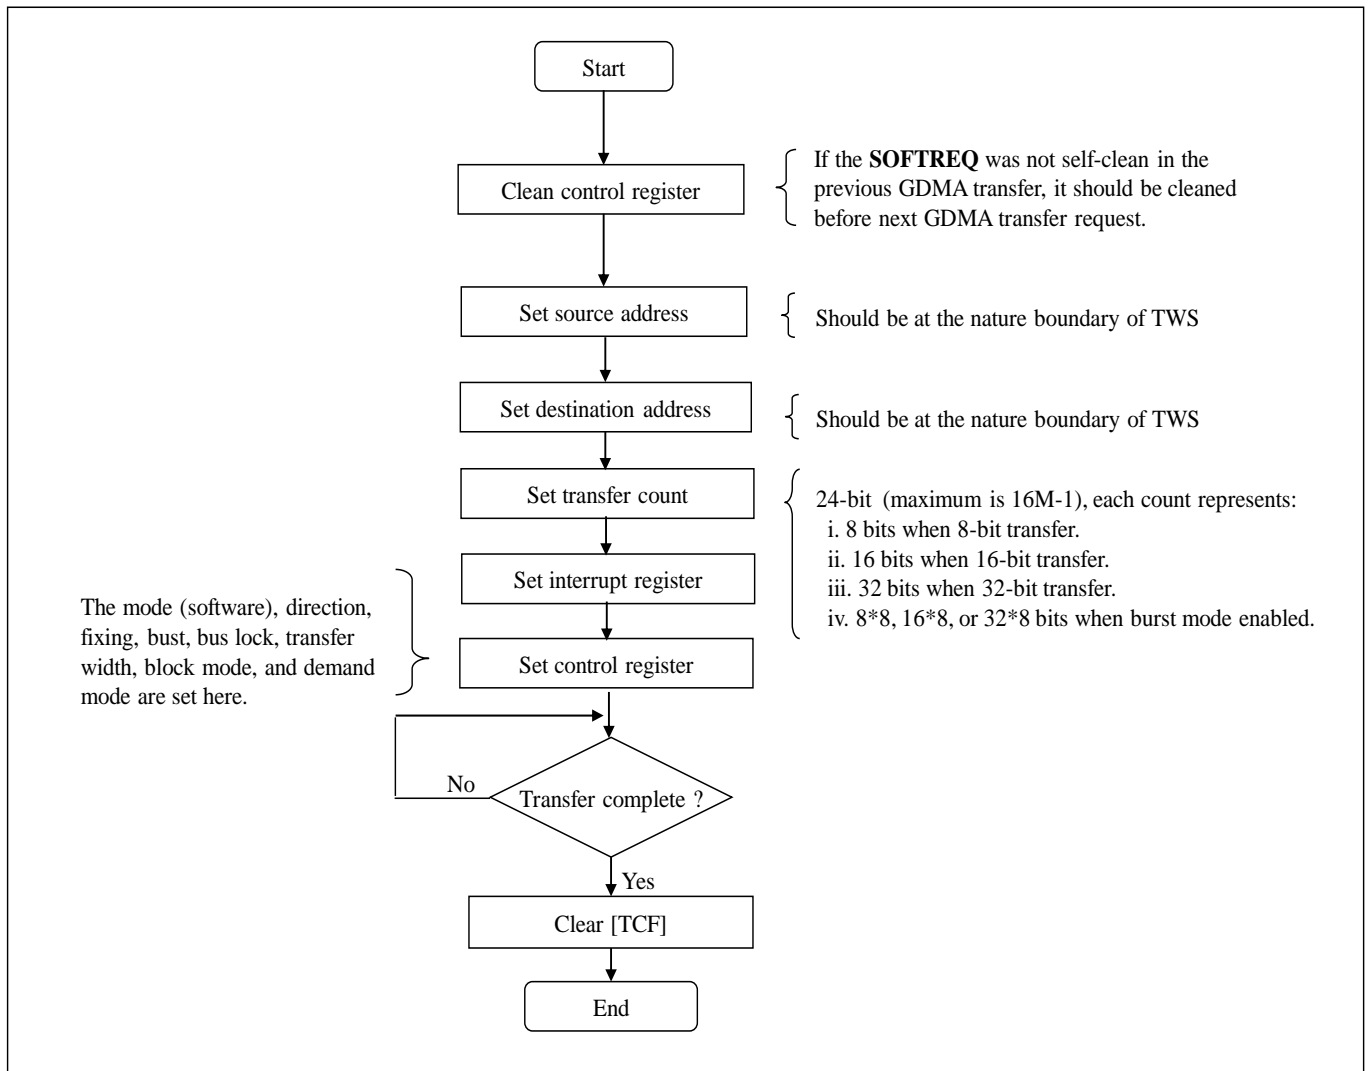 Start
Clean control register
If the SOFTREQ was not self-clean in the
previous GDMA transfer, it should be cleaned
before next GDMA transfer request.
Set source address
Should be at the nature boundary of TWS
Set destination address
Should be at the nature boundary of TWS
Set transfer count
24-bit (maximum is 16M-1), each count represents:
i. 8 bits when 8-bit transfer.
ii. 16 bits when 16-bit transfer.
iii. 32 bits when 32-bit transfer.
iv. 8*8, 16*8, or 32*8 bits when burst mode enabled.
Set interrupt register
The mode (software), direction,
fixing, bust, bus lock, transfer
width, block mode, and demand
mode are set here.
Set control register
No
Transfer complete ?
Yes
Clear [TCF]
End